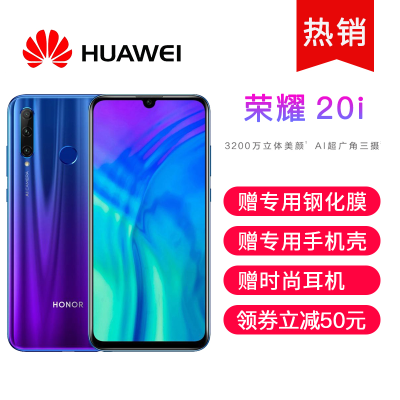 HUAWEI
热销
荣耀 20i
3200万立体美颜 AI超广角三摄
赠专用钢化膜
赠专用手机壳
赠时尚耳机
领券立减50元
HONOR